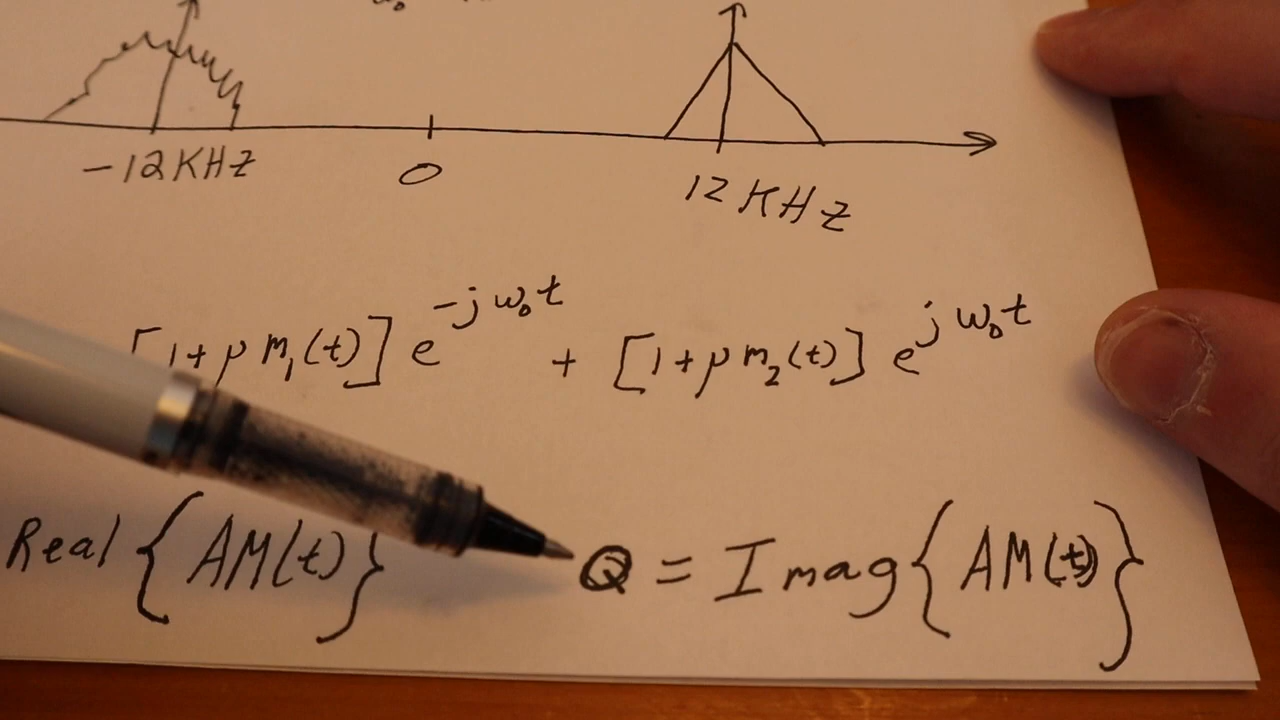 -12KHZ 0 12KHZ
[1+μm₁(t)]e^{-jω₀t} + [1+μm₂(t)]e^{jω₀t}
Real{AM(t)} Q = Imag{AM(t)}